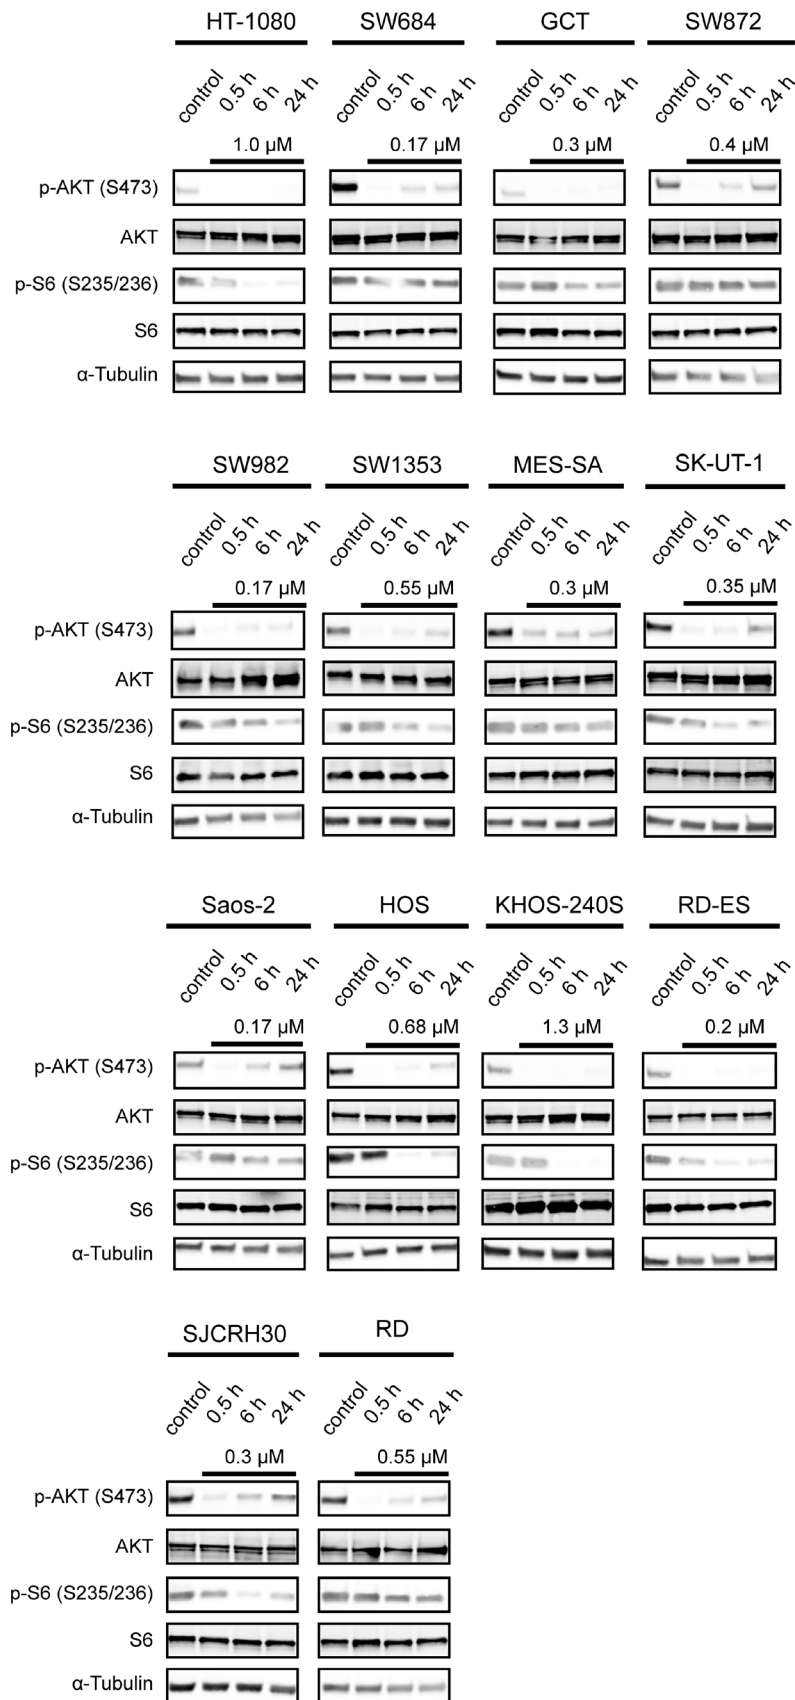 HT-1080 SW684 GCT SW872
control 0.5 h 6 h 24 h control 0.5 h 6 h 24 h control 0.5 h 6 h 24 h control 0.5 h 6 h 24 h
1.0 µM 0.17 µM 0.3 µM 0.4 µM
p-AKT (S473)
AKT
p-S6 (S235/236)
S6
α-Tubulin
SW982 SW1353 MES-SA SK-UT-1
control 0.5 h 6 h 24 h control 0.5 h 6 h 24 h control 0.5 h 6 h 24 h control 0.5 h 6 h 24 h
0.17 µM 0.55 µM 0.3 µM 0.35 µM
p-AKT (S473)
AKT
p-S6 (S235/236)
S6
α-Tubulin
Saos-2 HOS KHOS-240S RD-ES
control 0.5 h 6 h 24 h control 0.5 h 6 h 24 h control 0.5 h 6 h 24 h control 0.5 h 6 h 24 h
0.17 µM 0.68 µM 1.3 µM 0.2 µM
p-AKT (S473)
AKT
p-S6 (S235/236)
S6
α-Tubulin
SJCRH30 RD
control 0.5 h 6 h 24 h control 0.5 h 6 h 24 h
0.3 µM 0.55 µM
p-AKT (S473)
AKT
p-S6 (S235/236)
S6
α-Tubulin